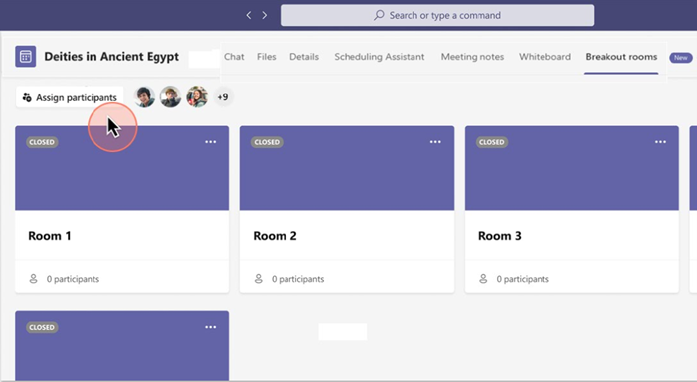 Search or type a command
Deities in Ancient Egypt Chat Files Details Scheduling Assistant Meeting notes Whiteboard Breakout rooms New
Assign participants +9
CLOSED CLOSED CLOSED
Room 1 Room 2 Room 3
0 participants 0 participants 0 participants
CLOSED